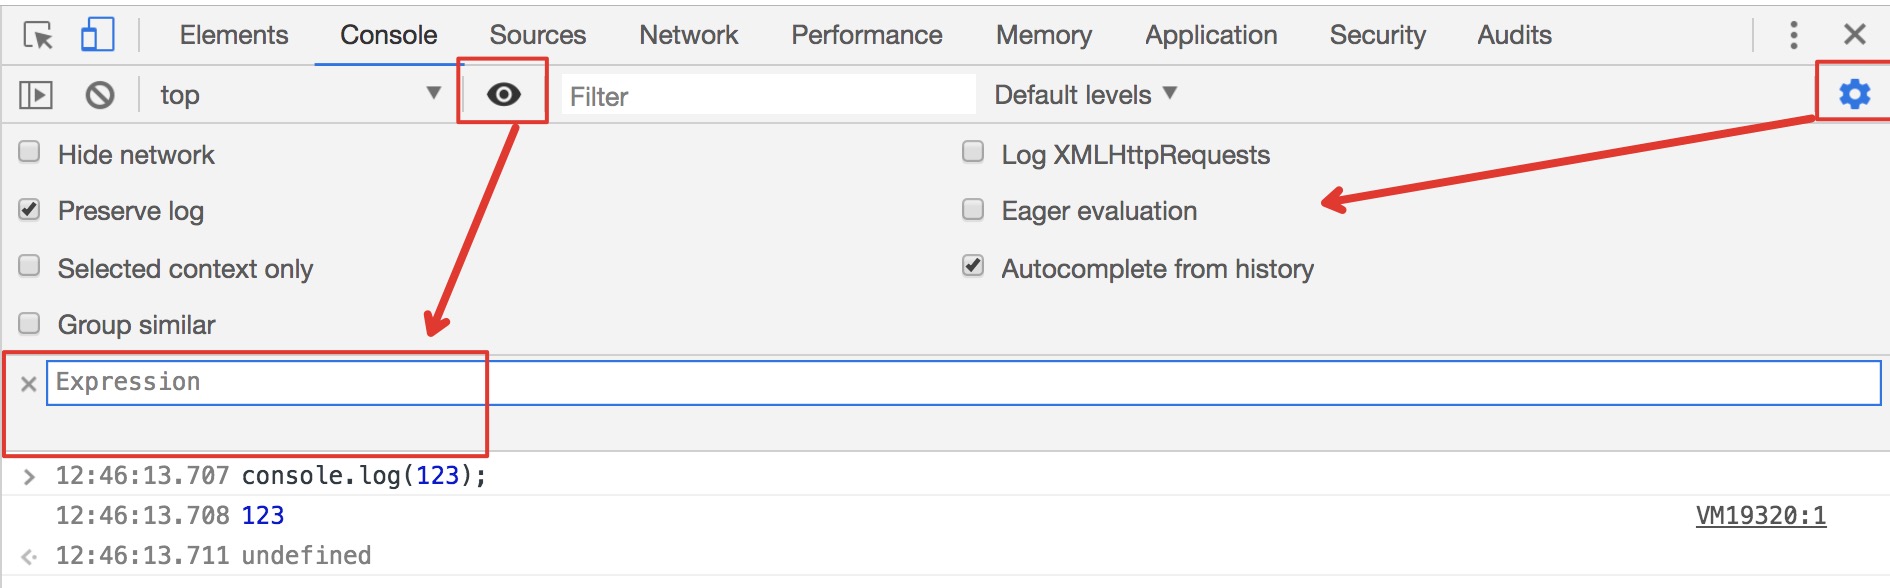 Elements Console Sources Network Performance Memory Application Security Audits
top Filter Default levels
Hide network Log XMLHttpRequests
Preserve log Eager evaluation
Selected context only Autocomplete from history
Group similar
Expression
12:46:13.707 console.log(123);
12:46:13.708 123 VM19320:1
12:46:13.711 undefined